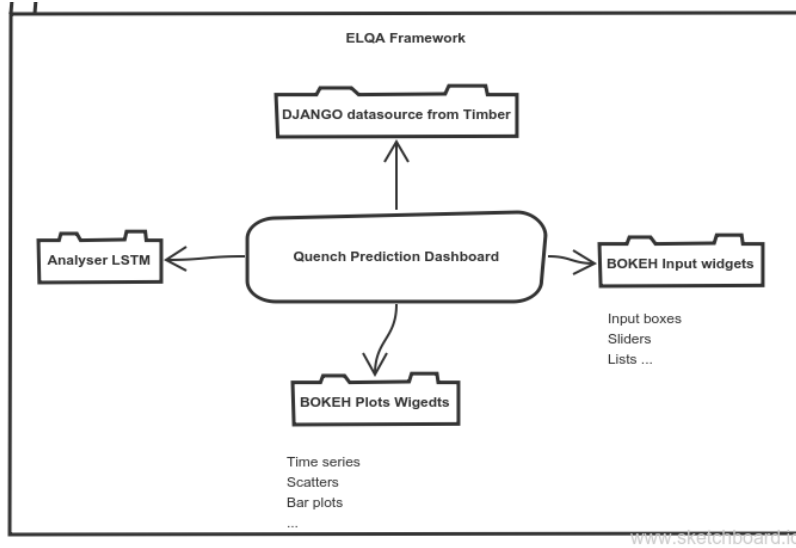 ELQA Framework
DJANGO datasource from Timber
Quench Prediction Dashboard
Analyser LSTM
BOKEH Input widgets
Input boxes
Sliders
Lists ...
BOKEH Plots Wigedts
Time series
Scatters
Bar plots
...
www.sketchboard.io